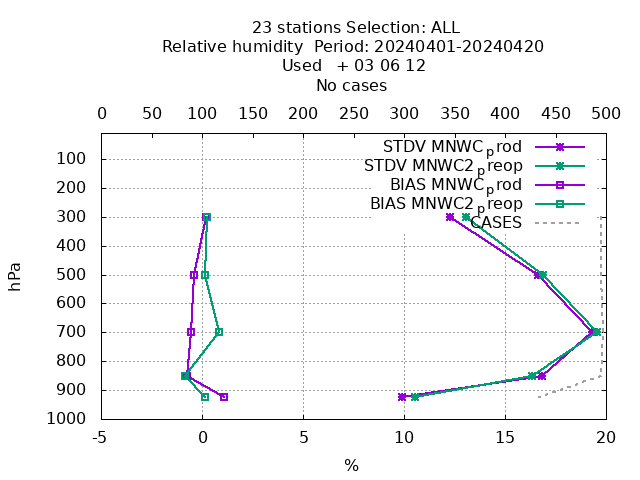 23 stations Selection: ALL
Relative humidity  Period: 20240401-20240420
Used   + 03 06 12
No cases
0 50 100 150 200 250 300 350 400 450 500
STDV MNWC_prod
STDV MNWC2_preop
BIAS MNWC_prod
BIAS MNWC2_preop
CASES
100
200
300
400
500
600
700
800
900
1000
hPa
-5 0 5 10 15 20
%